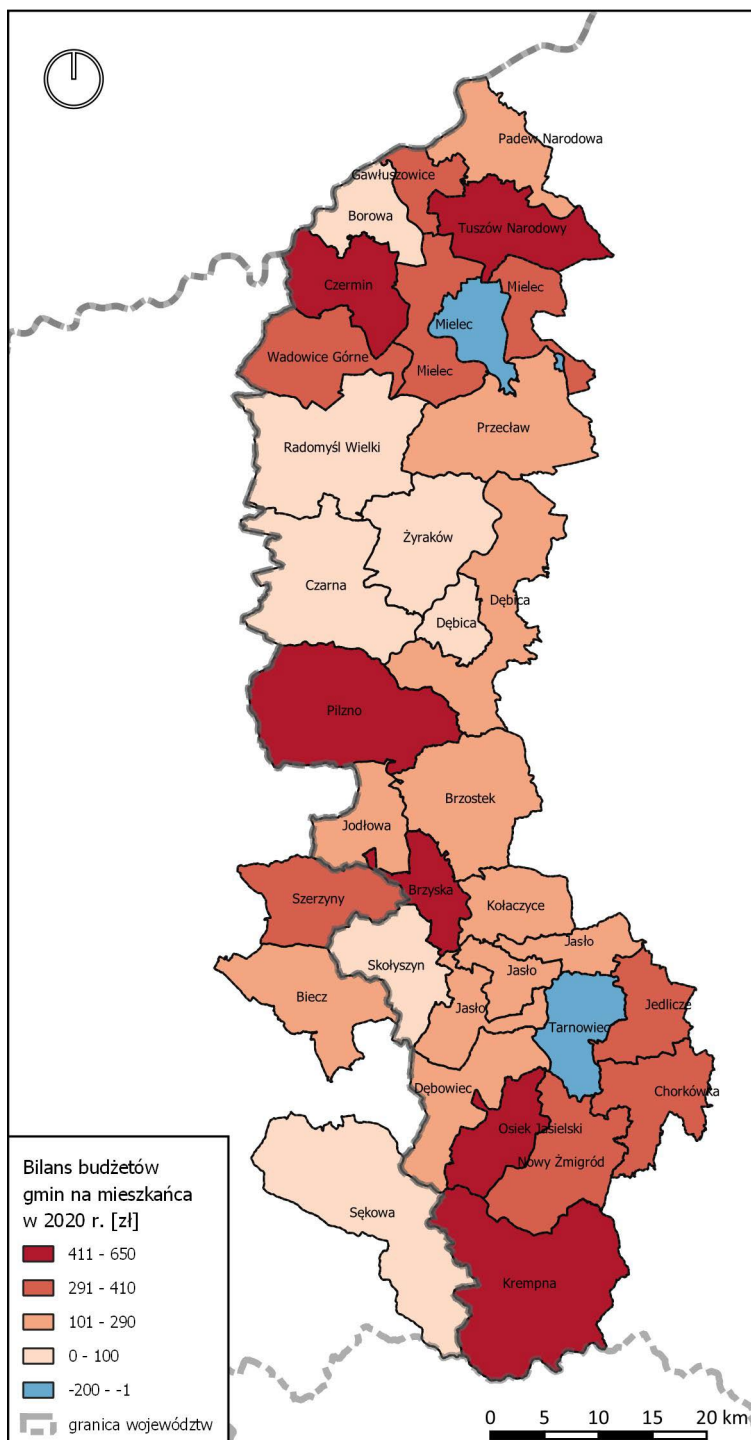 Padew Narodowa
Gawłuszowice
Borowa
Tuszów Narodowy
Czermin
Mielec
Mielec
Wadowice Górne
Mielec
Przecław
Radomyśl Wielki
Żyraków
Czarna
Dębica
Dębica
Pilzno
Brzostek
Jodłowa
Brzyska
Szerzyny
Kołaczyce
Jasło
Skołyszyn
Jasło
Biecz
Jasło
Jedlicze
Tarnowiec
Dębowiec
Chorkówka
Osiek Jasielski
Nowy Żmigród
Sękowa
Krempna
Bilans budżetów
gmin na mieszkańca
w 2020 r. [zł]
411 - 650
291 - 410
101 - 290
0 - 100
-200 - -1
granica województw
0 5 10 15 20 km